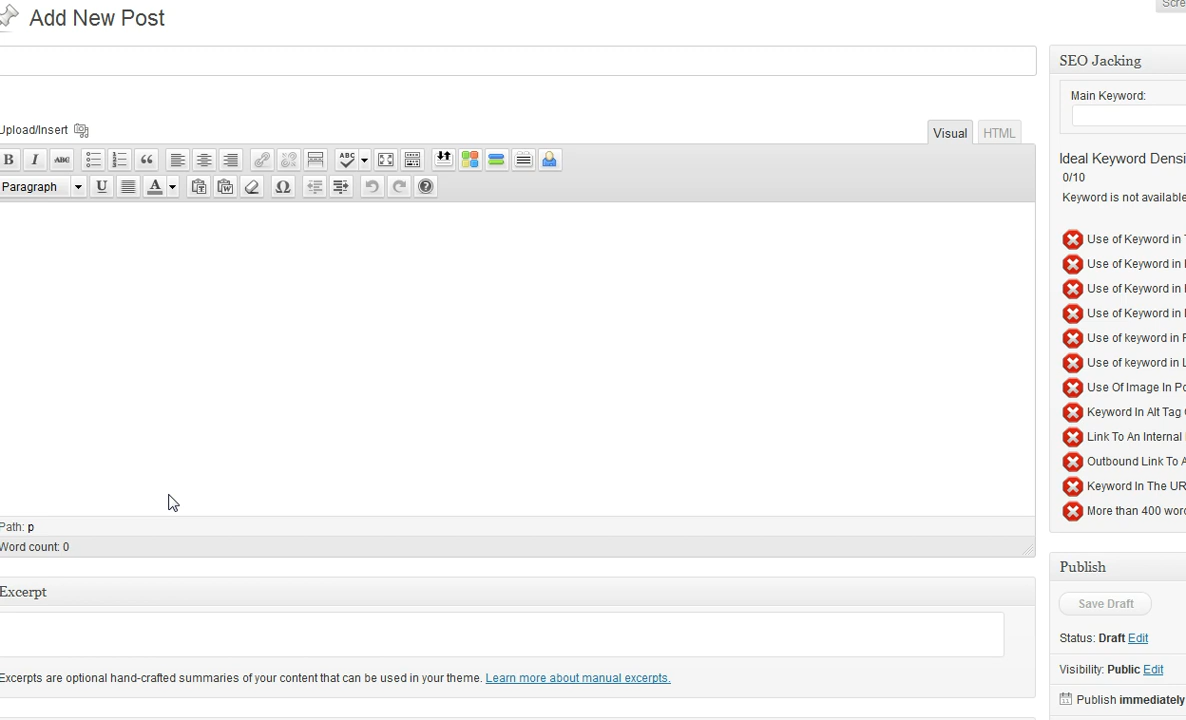 Scre
Add New Post
SEO Jacking
Main Keyword:
Upload/Insert
Visual
HTML
B I ABC ABC
Paragraph U A W Ω ?
Ideal Keyword Densi
0/10
Keyword is not available
Use of Keyword in T
Use of Keyword in
Use of Keyword in
Use of Keyword in
Use of keyword in F
Use of keyword in L
Use Of Image In Po
Keyword In Alt Tag
Link To An Internal
Outbound Link To A
Keyword In The UR
More than 400 word
Path: p
Word count: 0
Excerpt
Excerpts are optional hand-crafted summaries of your content that can be used in your theme. Learn more about manual excerpts.
Publish
Save Draft
Status: Draft Edit
Visibility: Public Edit
11 Publish immediately